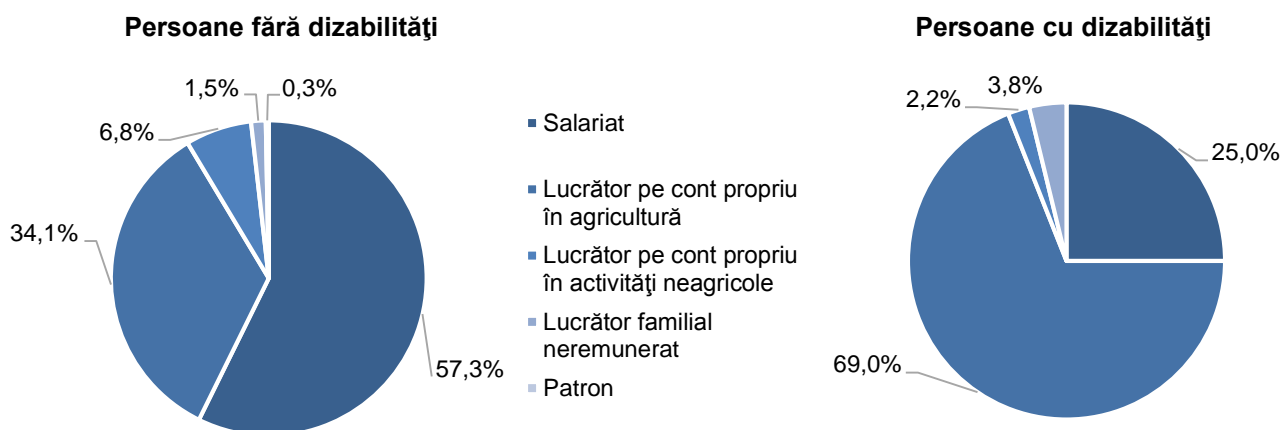 Persoane fără dizabilităţi
1,5%
0,3%
6,8%
34,1%
57,3%
Salariat
Lucrător pe cont propriu
în agricultură
Lucrător pe cont propriu
în activităţi neagricole
Lucrător familial
neremunerat
Patron
Persoane cu dizabilităţi
3,8%
2,2%
25,0%
69,0%